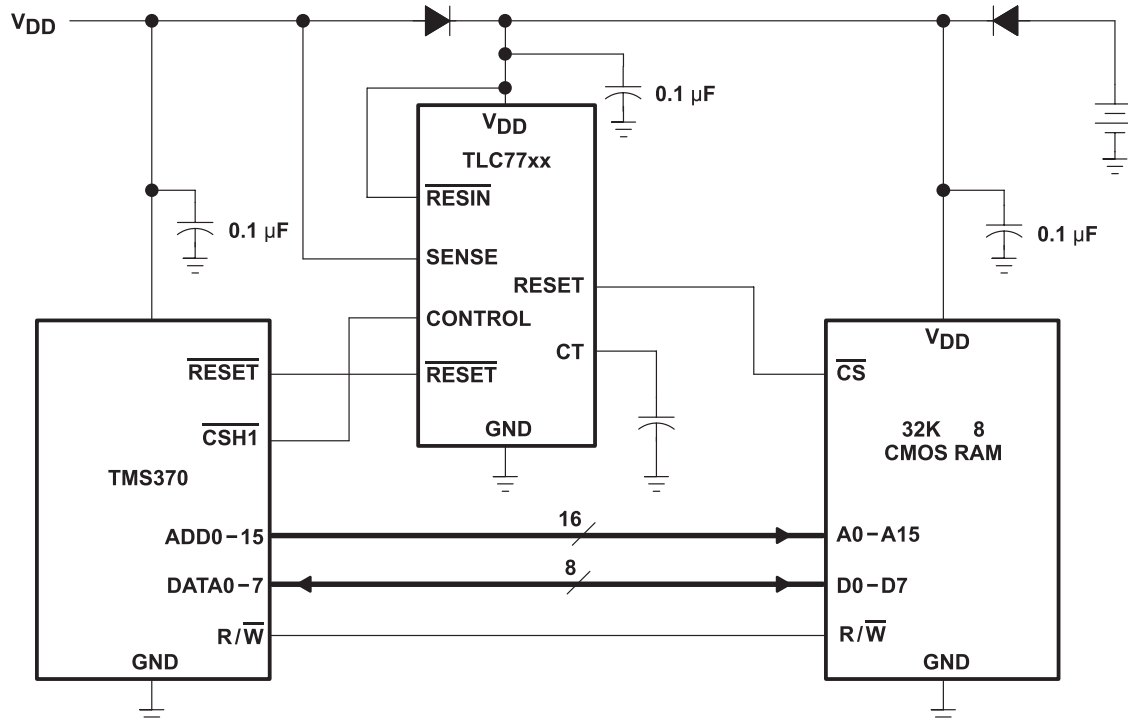 VDD
0.1 µF
VDD
TLC77xx
RESIN
0.1 µF
SENSE
0.1 µF
RESET
CONTROL
VDD
CT
RESET
RESET
CS
CSH1
GND
32K 8
CMOS RAM
TMS370
16
ADD0–15
A0–A15
8
DATA0–7
D0–D7
R/W
R/W
GND
GND